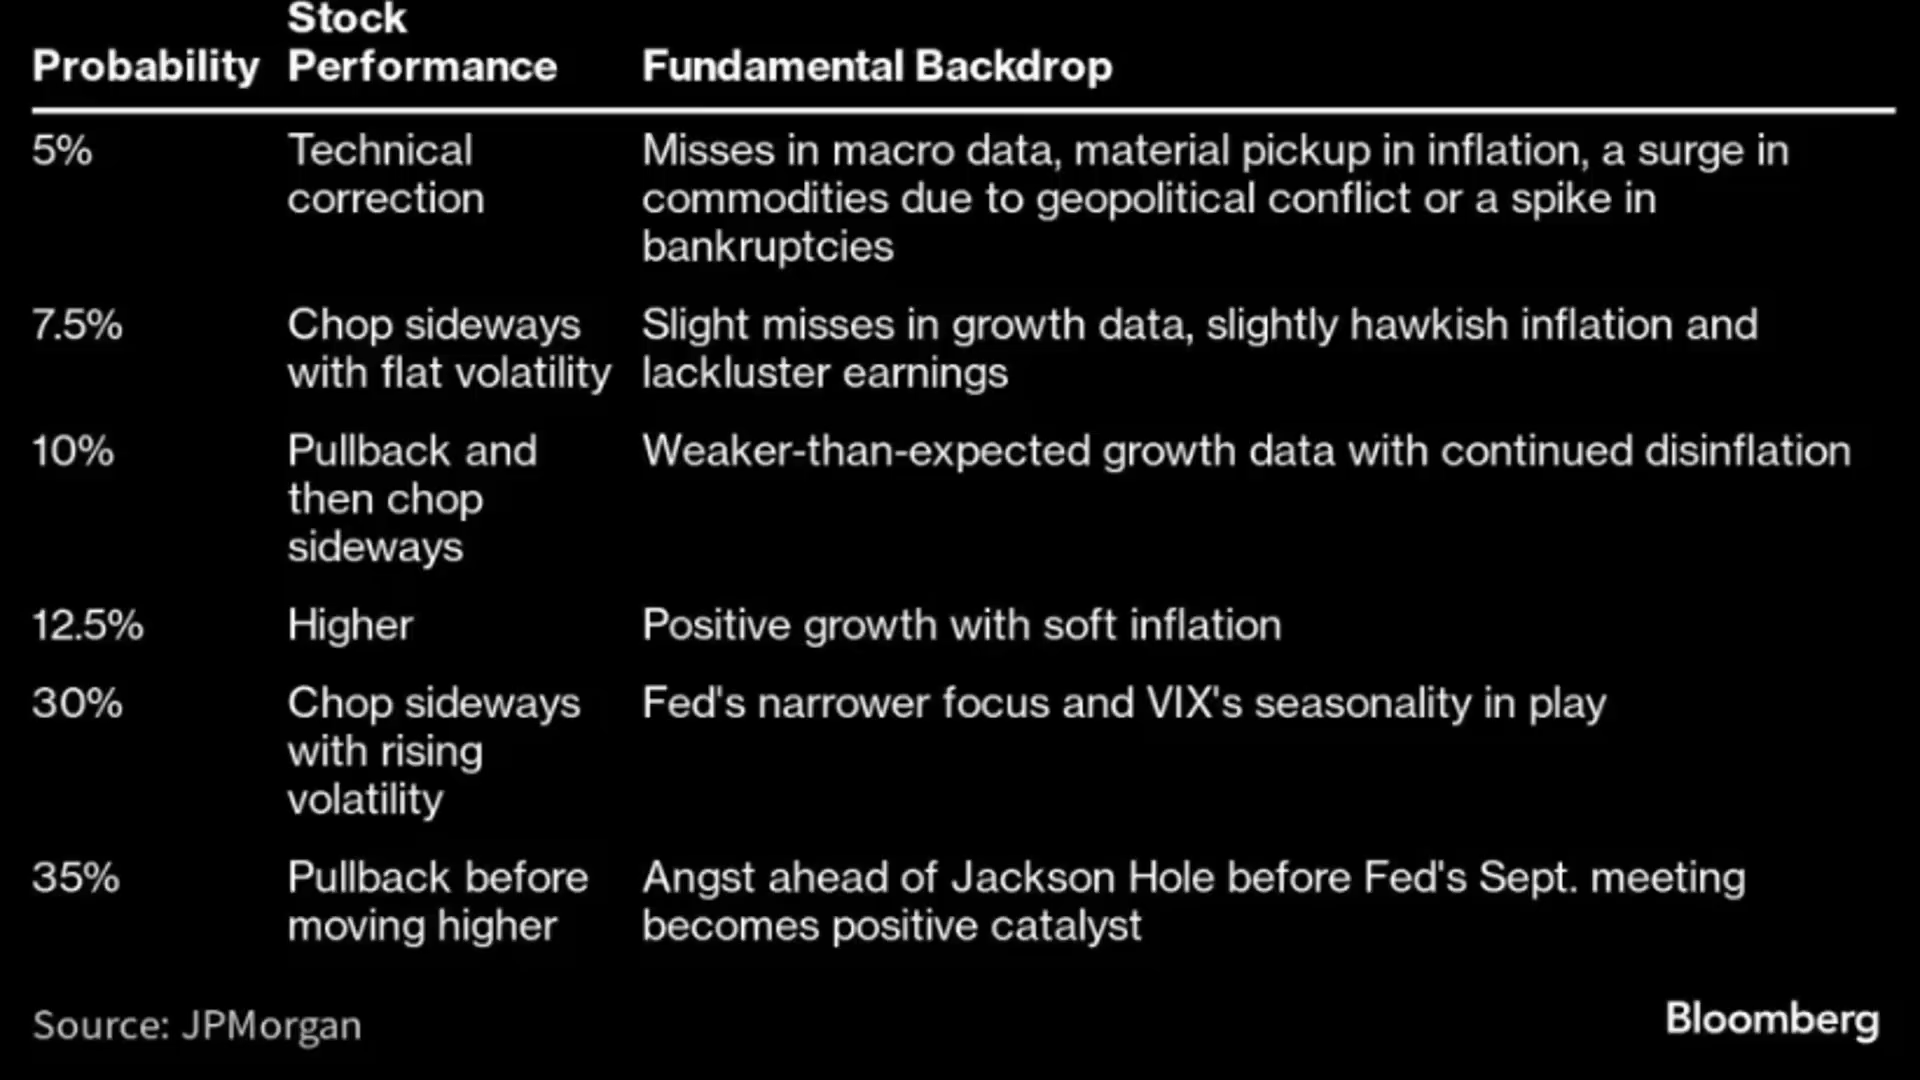 Stock
Probability Performance Fundamental Backdrop
5% Technical Misses in macro data, material pickup in inflation, a surge in
correction commodities due to geopolitical conflict or a spike in
bankruptcies
7.5% Chop sideways Slight misses in growth data, slightly hawkish inflation and
with flat volatility lackluster earnings
10% Pullback and Weaker-than-expected growth data with continued disinflation
then chop
sideways
12.5% Higher Positive growth with soft inflation
30% Chop sideways Fed's narrower focus and VIX's seasonality in play
with rising
volatility
35% Pullback before Angst ahead of Jackson Hole before Fed's Sept. meeting
moving higher becomes positive catalyst
Source: JPMorgan Bloomberg